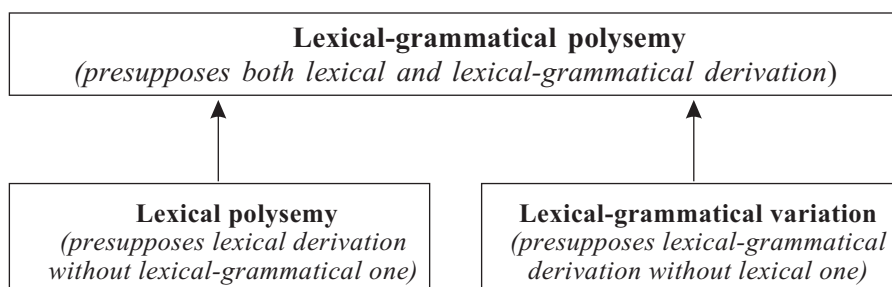 Lexical-grammatical polysemy
(presupposes both lexical and lexical-grammatical derivation)
Lexical polysemy
(presupposes lexical derivation
without lexical-grammatical one)
Lexical-grammatical variation
(presupposes lexical-grammatical
derivation without lexical one)